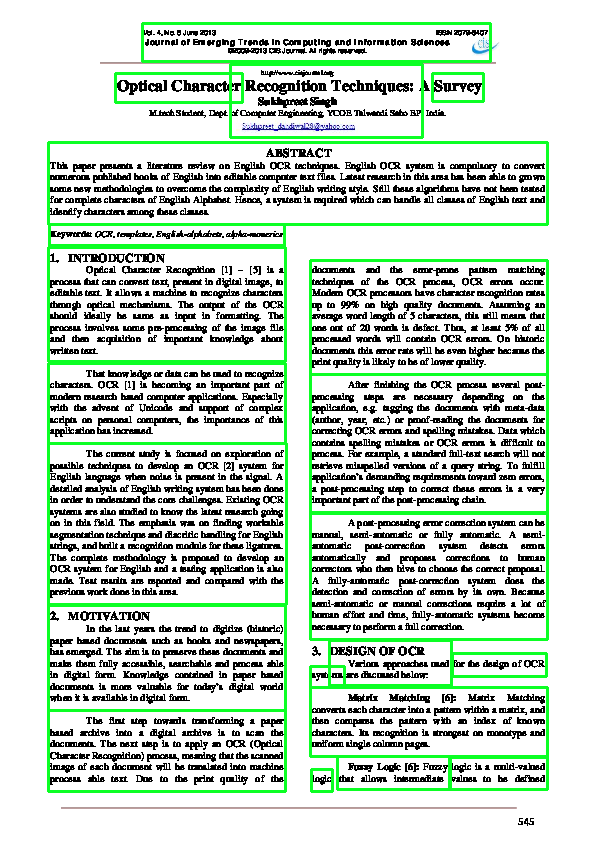 Vol. 4, No. 6 June 2013 ISSN 2079-8407
Journal of Emerging Trends in Computing and Information Sciences
©2009-2013 CIS Journal. All rights reserved.
CIS
http://www.cisjournal.org
Optical Character Recognition Techniques: A Survey
Sukhpreet Singh
M.tech Student, Dept. of Computer Engineering, YCOE Talwandi Sabo BP. India.
Sukhpreet_dandiwal28@yahoo.com
ABSTRACT
This paper presents a literature review on English OCR techniques. English OCR system is compulsory to convert
numerous published books of English into editable computer text files. Latest research in this area has been able to grown
some new methodologies to overcome the complexity of English writing style. Still these algorithms have not been tested
for complete characters of English Alphabet. Hence, a system is required which can handle all classes of English text and
identify characters among these classes.
Keywords: OCR, templates, English-alphabets, alpha-numerics
1. INTRODUCTION
Optical Character Recognition [1] – [5] is a
process that can convert text, present in digital image, to
editable text. It allows a machine to recognize characters
through optical mechanisms. The output of the OCR
should ideally be same as input in formatting. The
process involves some pre-processing of the image file
and then acquisition of important knowledge about
written text.
That knowledge or data can be used to recognize
characters. OCR [1] is becoming an important part of
modern research based computer applications. Especially
with the advent of Unicode and support of complex
scripts on personal computers, the importance of this
application has increased.
The current study is focused on exploration of
possible techniques to develop an OCR [2] system for
English language when noise is present in the signal. A
detailed analysis of English writing system has been done
in order to understand the core challenges. Existing OCR
systems are also studied to know the latest research going
on in this field. The emphasis was on finding workable
segmentation technique and diacritic handling for English
strings, and built a recognition module for these ligatures.
The complete methodology is proposed to develop an
OCR system for English and a testing application is also
made. Test results are reported and compared with the
previous work done in this area.
2. MOTIVATION
In the last years the trend to digitize (historic)
paper based documents such as books and newspapers,
has emerged. The aim is to preserve these documents and
make them fully accessible, searchable and process able
in digital form. Knowledge contained in paper based
documents is more valuable for today's digital world
when it is available in digital form.
The first step towards transforming a paper
based archive into a digital archive is to scan the
documents. The next step is to apply an OCR (Optical
Character Recognition) process, meaning that the scanned
image of each document will be translated into machine
process able text. Due to the print quality of the
documents and the error-prone pattern matching
techniques of the OCR process, OCR errors occur.
Modern OCR processors have character recognition rates
up to 99% on high quality documents. Assuming an
average word length of 5 characters, this still means that
one out of 20 words is defect. Thus, at least 5% of all
processed words will contain OCR errors. On historic
documents this error rate will be even higher because the
print quality is likely to be of lower quality.
After finishing the OCR process several post-
processing steps are necessary depending on the
application, e.g. tagging the documents with meta-data
(author, year, etc.) or proof-reading the documents for
correcting OCR errors and spelling mistakes. Data which
contains spelling mistakes or OCR errors is difficult to
process. For example, a standard full-text search will not
retrieve misspelled versions of a query string. To fulfill
application's demanding requirements toward zero errors,
a post-processing step to correct these errors is a very
important part of the post-processing chain.
A post-processing error correction system can be
manual, semi-automatic or fully automatic. A semi-
automatic post-correction system detects errors
automatically and proposes corrections to human
correctors who then hive to choose the correct proposal.
A fully-automatic post-correction system does the
detection and correction of errors by its own. Because
semi-automatic or manual corrections require a lot of
human effort and time, fully-automatic systems become
necessary to perform a full correction.
3. DESIGN OF OCR
Various approaches used for the design of OCR
systems are discussed below:
Matrix Matching [6]: Matrix Matching
converts each character into a pattern within a matrix, and
then compares the pattern with an index of known
characters. Its recognition is strongest on monotype and
uniform single column pages.
Fuzzy Logic [6]: Fuzzy logic is a multi-valued
logic that allows intermediate values to be defined
545